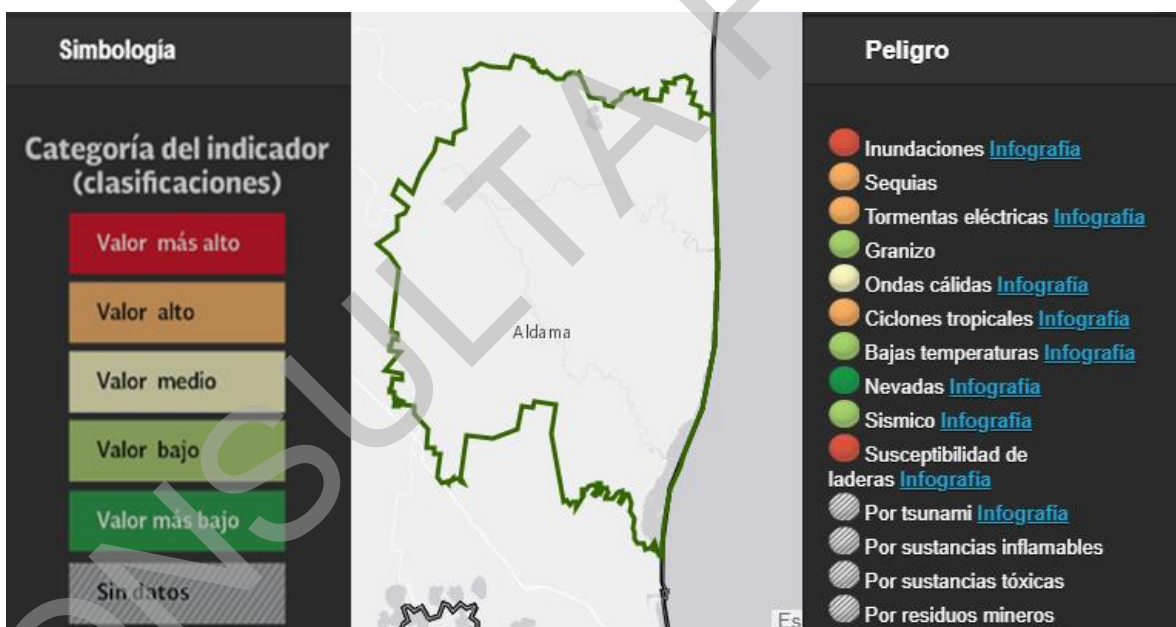 Simbología
Categoría del indicador
(clasificaciones)
Valor más alto
Valor alto
Valor medio
Valor bajo
Valor más bajo
Sin datos
Aldama
Es
Peligro
Inundaciones Infografía
Sequias
Tormentas eléctricas Infografía
Granizo
Ondas cálidas Infografía
Ciclones tropicales Infografía
Bajas temperaturas Infografía
Nevadas Infografía
Sismico Infografía
Susceptibilidad de
laderas Infografía
Por tsunami Infografía
Por sustancias inflamables
Por sustancias tóxicas
Por residuos mineros
CONSULTA P